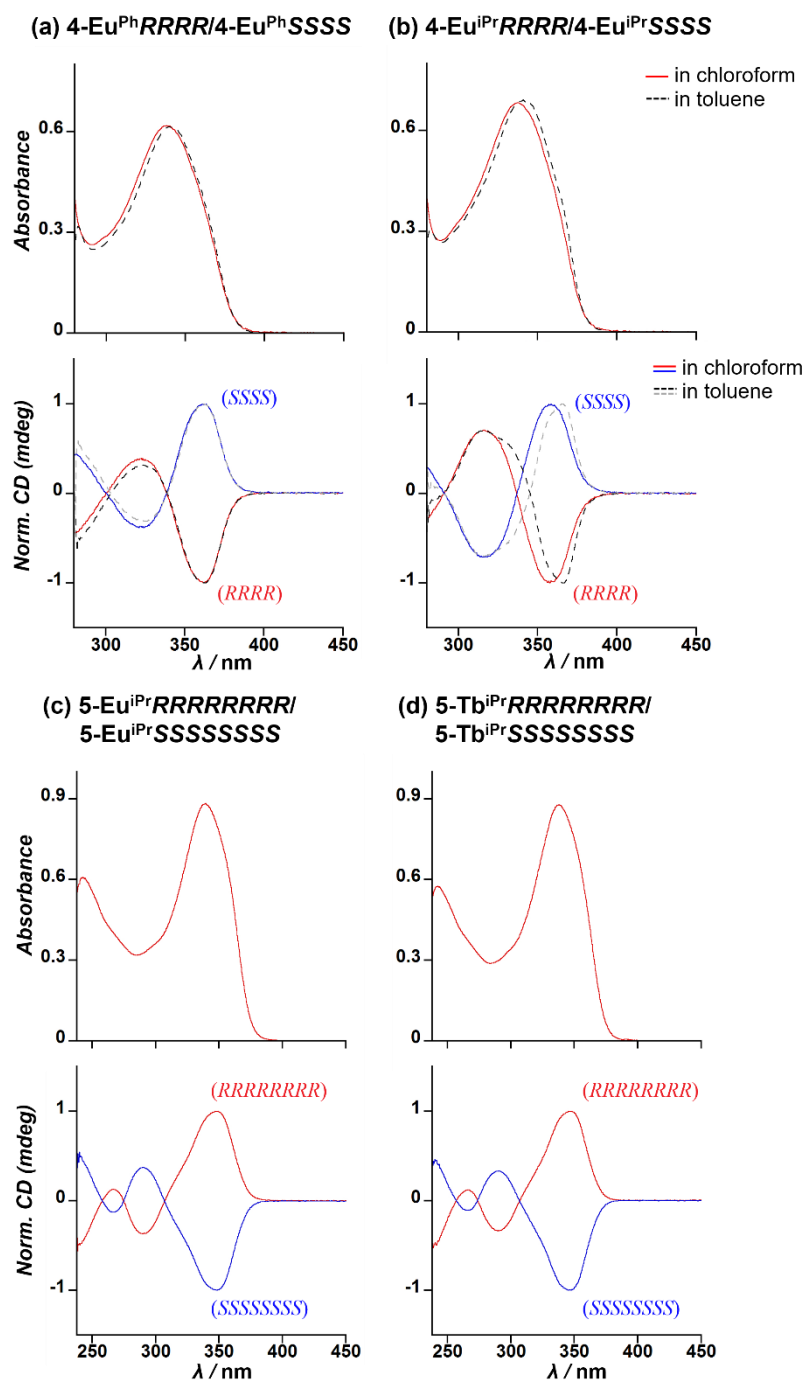 (a) 4-EuᴾʰRRRR/4-EuᴾʰSSSS
(b) 4-EuⁱᴾʳRRRR/4-EuⁱᴾʳSSSS
in chloroform
in toluene
Absorbance
0.6
0.3
0
0.6
0.3
0
in chloroform
in toluene
Norm. CD (mdeg)
1
0
-1
(SSSS)
(RRRR)
300 350 400 450
λ / nm
Norm. CD (mdeg)
1
0
-1
(SSSS)
(RRRR)
300 350 400 450
λ / nm
(c) 5-EuⁱᴾʳRRRRRRRR/
5-EuⁱᴾʳSSSSSSSS
(d) 5-TbⁱᴾʳRRRRRRRR/
5-TbⁱᴾʳSSSSSSSS
Absorbance
0.9
0.6
0.3
0
Absorbance
0.9
0.6
0.3
0
Norm. CD (mdeg)
1
0
-1
(RRRRRRRR)
(SSSSSSSS)
250 300 350 400 450
λ / nm
Norm. CD (mdeg)
1
0
-1
(RRRRRRRR)
(SSSSSSSS)
250 300 350 400 450
λ / nm